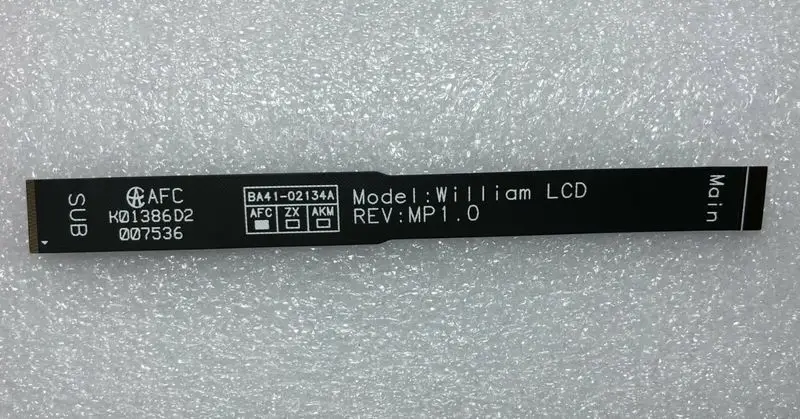 SUB
AFC
K01386D2
007536
BA41-02134A
AFC ZX AKM
Model:William LCD
REV:MP1.0
Main